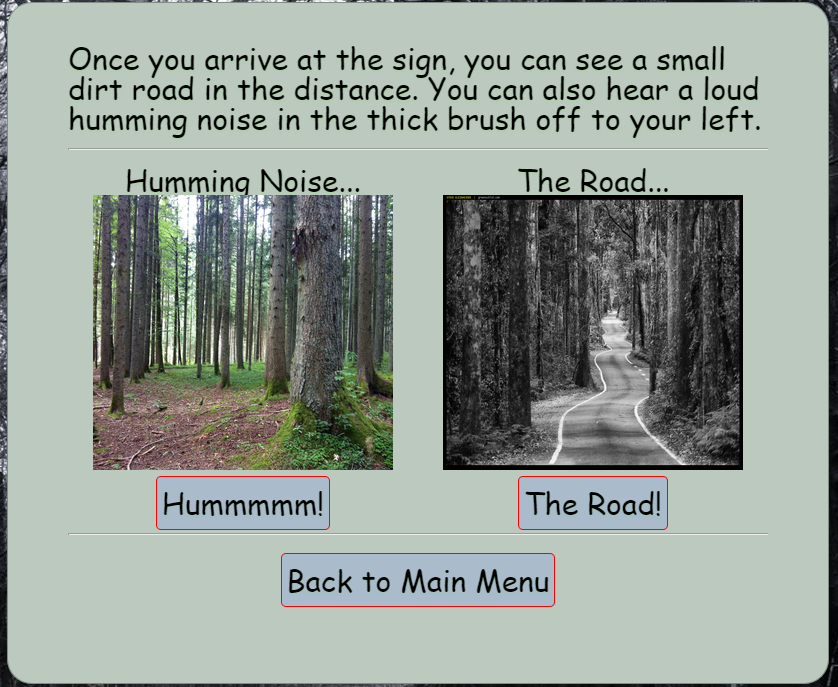 Once you arrive at the sign, you can see a small
dirt road in the distance. You can also hear a loud
humming noise in the thick brush off to your left.
Humming Noise...
The Road...
Hummmmm!
The Road!
Back to Main Menu